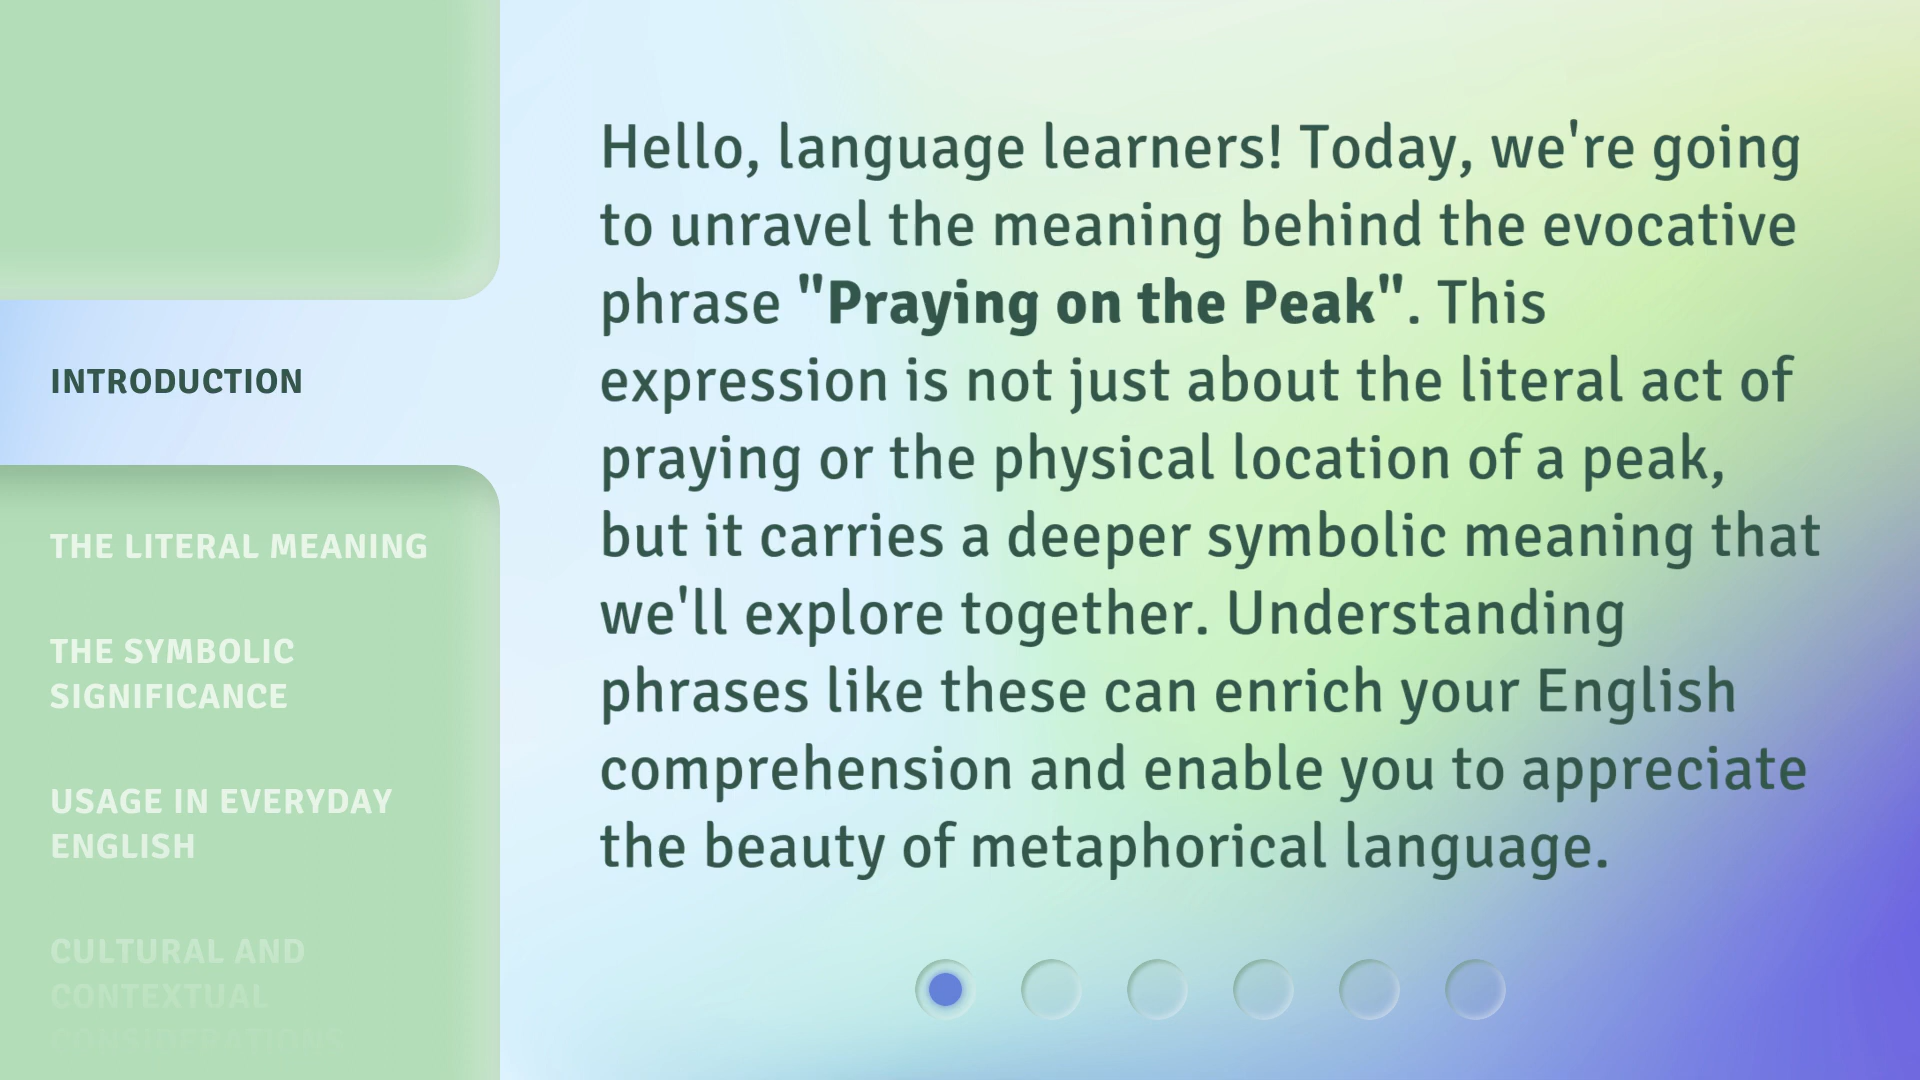 INTRODUCTION
THE LITERAL MEANING
THE SYMBOLIC
SIGNIFICANCE
USAGE IN EVERYDAY
ENGLISH
CULTURAL AND
CONTEXTUAL
CONSIDERATIONS
Hello, language learners! Today, we're going
to unravel the meaning behind the evocative
phrase "Praying on the Peak". This
expression is not just about the literal act of
praying or the physical location of a peak,
but it carries a deeper symbolic meaning that
we'll explore together. Understanding
phrases like these can enrich your English
comprehension and enable you to appreciate
the beauty of metaphorical language.